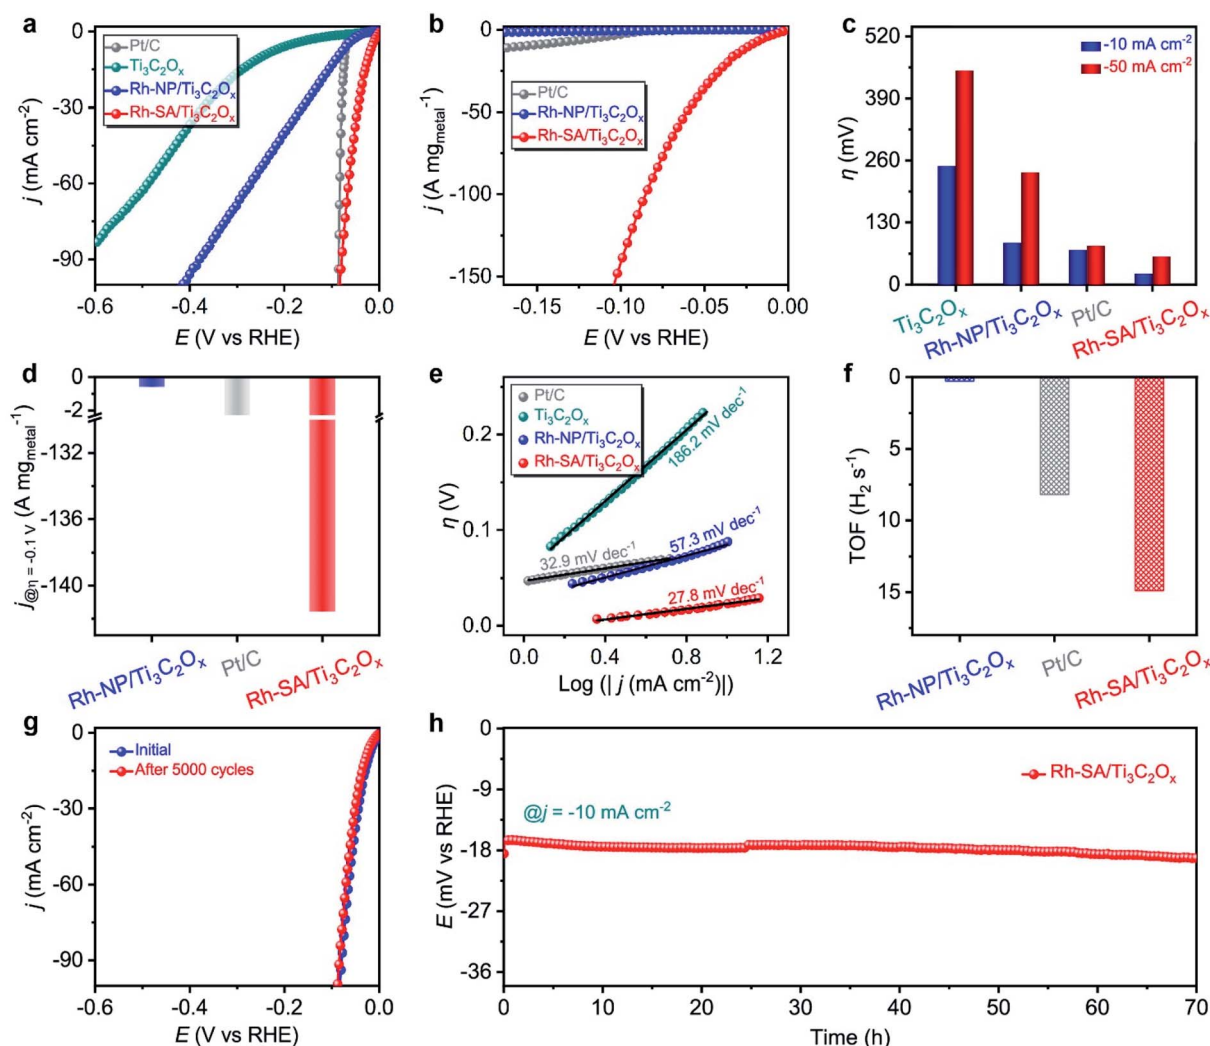 a
Pt/C
Ti₃C₂Oₓ
Rh-NP/Ti₃C₂Oₓ
Rh-SA/Ti₃C₂Oₓ
0
-30
-60
-90
j (mA cm⁻²)
-0.6
-0.4
-0.2
0.0
E (V vs RHE)
b
Pt/C
Rh-NP/Ti₃C₂Oₓ
Rh-SA/Ti₃C₂Oₓ
0
-50
-100
-150
j (A mg_metal⁻¹)
-0.15
-0.10
-0.05
0.00
E (V vs RHE)
c
-10 mA cm⁻²
-50 mA cm⁻²
520
390
260
130
0
η (mV)
Ti₃C₂Oₓ
Rh-NP/Ti₃C₂Oₓ
Pt/C
Rh-SA/Ti₃C₂Oₓ
d
0
-2
-132
-136
-140
j@η = -0.1 V (A mg_metal⁻¹)
Rh-NP/Ti₃C₂Oₓ
Pt/C
Rh-SA/Ti₃C₂Oₓ
e
Pt/C
Ti₃C₂Oₓ
Rh-NP/Ti₃C₂Oₓ
Rh-SA/Ti₃C₂Oₓ
186.2 mV dec⁻¹
57.3 mV dec⁻¹
32.9 mV dec⁻¹
27.8 mV dec⁻¹
0.2
0.1
0.0
η (V)
0.0
0.4
0.8
1.2
Log (| j (mA cm⁻²)|)
f
0
5
10
15
TOF (H₂ s⁻¹)
Rh-NP/Ti₃C₂Oₓ
Pt/C
Rh-SA/Ti₃C₂Oₓ
g
Initial
After 5000 cycles
0
-30
-60
-90
j (mA cm⁻²)
-0.6
-0.4
-0.2
0.0
E (V vs RHE)
h
Rh-SA/Ti₃C₂Oₓ
@j = -10 mA cm⁻²
0
-9
-18
-27
-36
E (mV vs RHE)
0
10
20
30
40
50
60
70
Time (h)